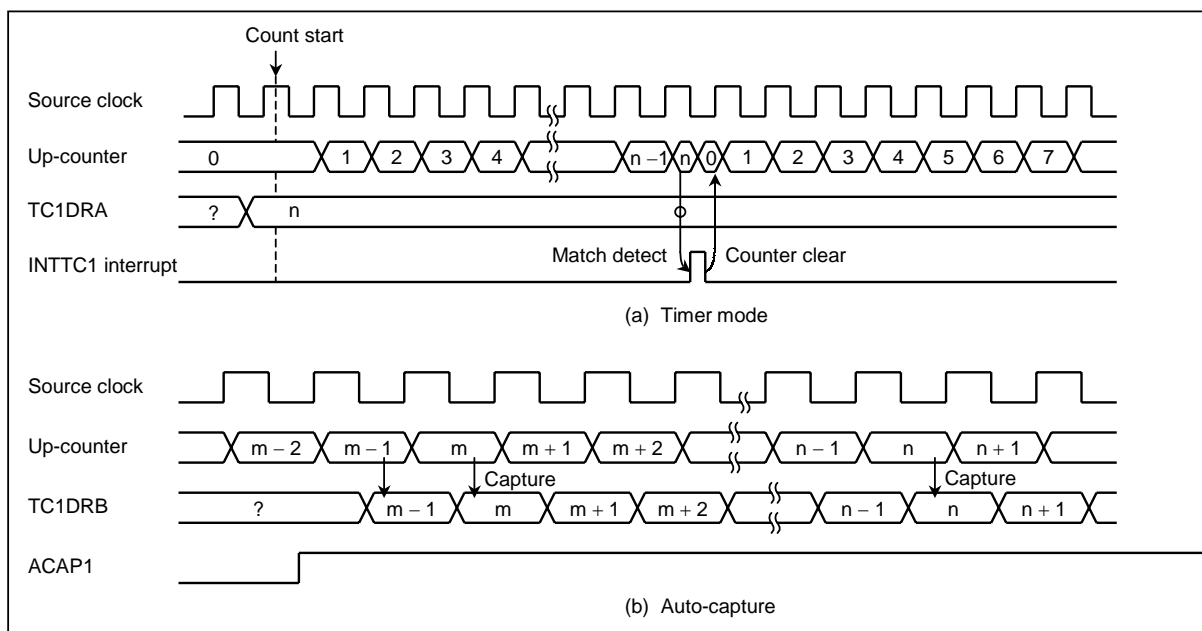 Count start
Source clock
Up-counter 0 1 2 3 4 n − 1 n 0 1 2 3 4 5 6 7
TC1DRA ? n
Match detect Counter clear
INTTC1 interrupt
(a) Timer mode
Source clock
Up-counter m − 2 m − 1 m m + 1 m + 2 n − 1 n n + 1
Capture Capture
TC1DRB ? m − 1 m m + 1 m + 2 n − 1 n n + 1
ACAP1
(b) Auto-capture